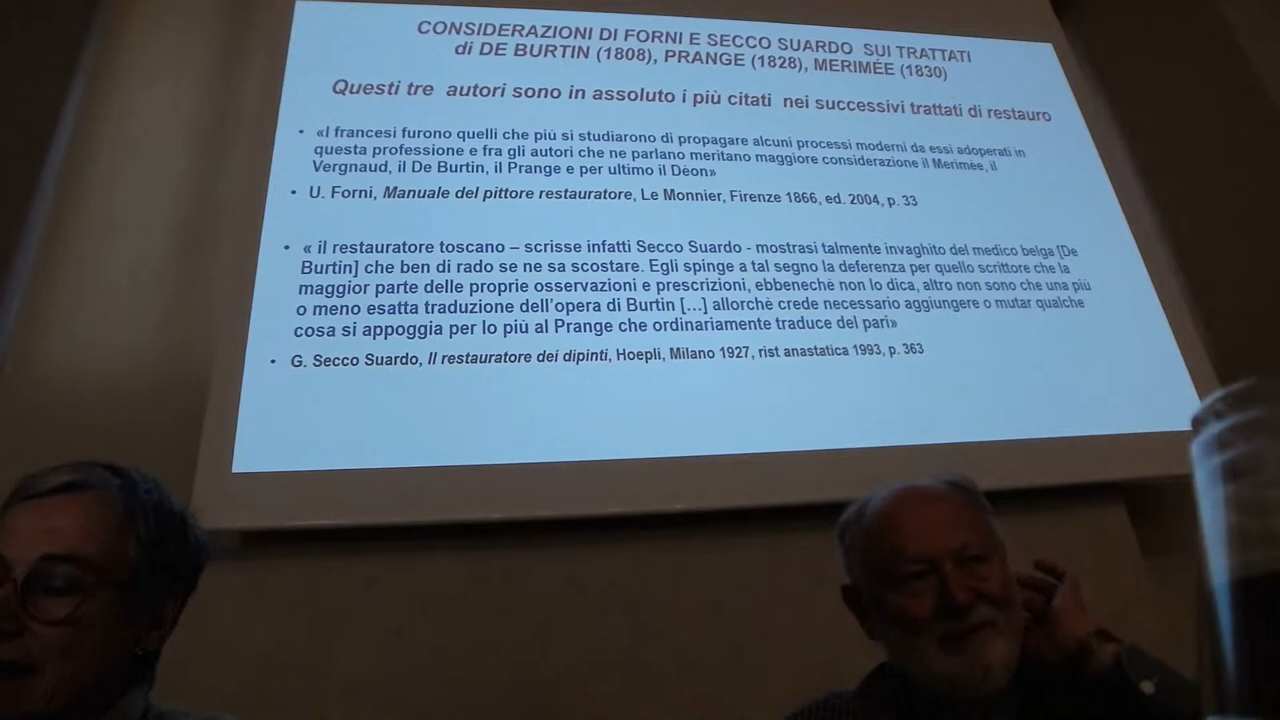 CONSIDERAZIONI DI FORNI E SECCO SUARDO SUI TRATTATI
di DE BURTIN (1808), PRANGE (1828), MERIMÉE (1830)
Questi tre autori sono in assoluto i più citati nei successivi trattati di restauro
• «I francesi furono quelli che più si studiarono di propagare alcuni processi moderni da essi adoperati in
questa professione e fra gli autori che ne parlano meritano maggiore considerazione il Merimée, il
Vergnaud, il De Burtin, il Prange e per ultimo il Déon»
• U. Forni, Manuale del pittore restauratore, Le Monnier, Firenze 1866, ed. 2004, p. 33
• « il restauratore toscano – scrisse infatti Secco Suardo - mostrasi talmente invaghito del medico belga [De
Burtin] che ben di rado se ne sa scostare. Egli spinge a tal segno la deferenza per quello scrittore che la
maggior parte delle proprie osservazioni e prescrizioni, ebbenechè non lo dica, altro non sono che una più
o meno esatta traduzione dell'opera di Burtin […] allorchè crede necessario aggiungere o mutar qualche
cosa si appoggia per lo più al Prange che ordinariamente traduce del pari»
• G. Secco Suardo, Il restauratore dei dipinti, Hoepli, Milano 1927, rist anastatica 1993, p. 363